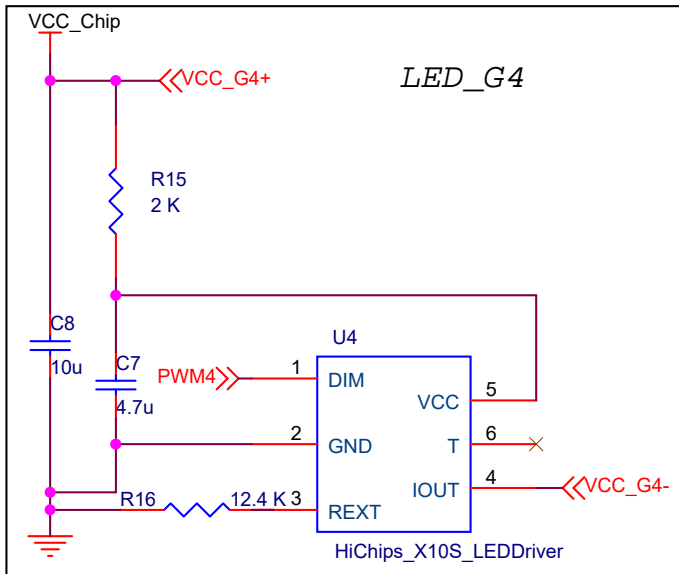 VCC_Chip
VCC_G4+
LED_G4
R15
2 K
C8
10u
C7
4.7u
U4
PWM4
1
DIM
VCC
5
2
GND
T
6
IOUT
4
VCC_G4-
R16
12.4 K
3
REXT
HiChips_X10S_LEDDriver